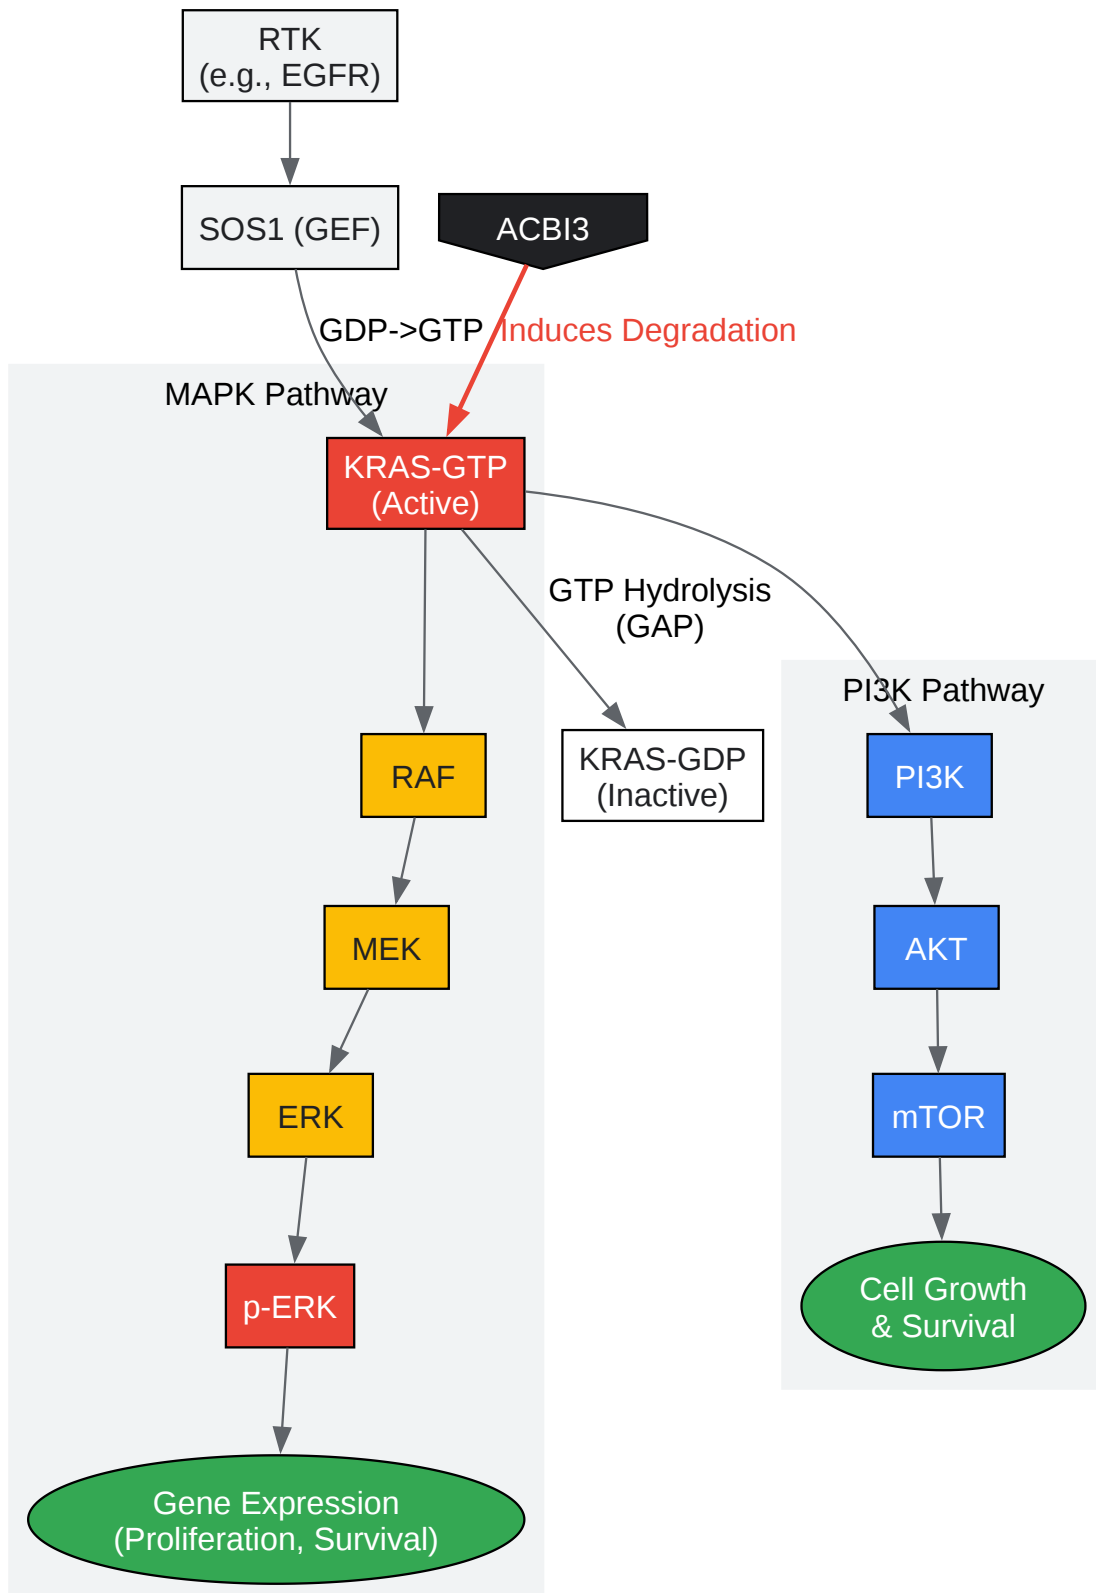 RTK
(e.g., EGFR)
SOS1 (GEF)
ACBI3
GDP->GTP
Induces Degradation
MAPK Pathway
KRAS-GTP
(Active)
GTP Hydrolysis
(GAP)
PI3K Pathway
RAF
KRAS-GDP
(Inactive)
PI3K
MEK
AKT
ERK
mTOR
p-ERK
Cell Growth
& Survival
Gene Expression
(Proliferation, Survival)